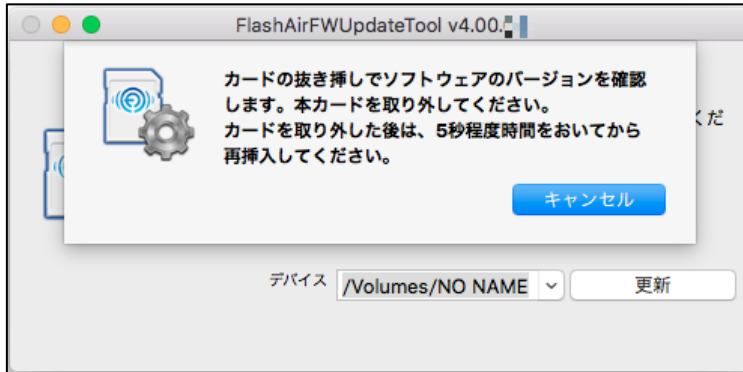 FlashAirFWUpdateTool v4.00.
カードの抜き挿しでソフトウェアのバージョンを確認
します。本カードを取り外してください。
カードを取り外した後は、5秒程度時間をおいてから
再挿入してください。
くだ
キャンセル
デバイス /Volumes/NO NAME 更新